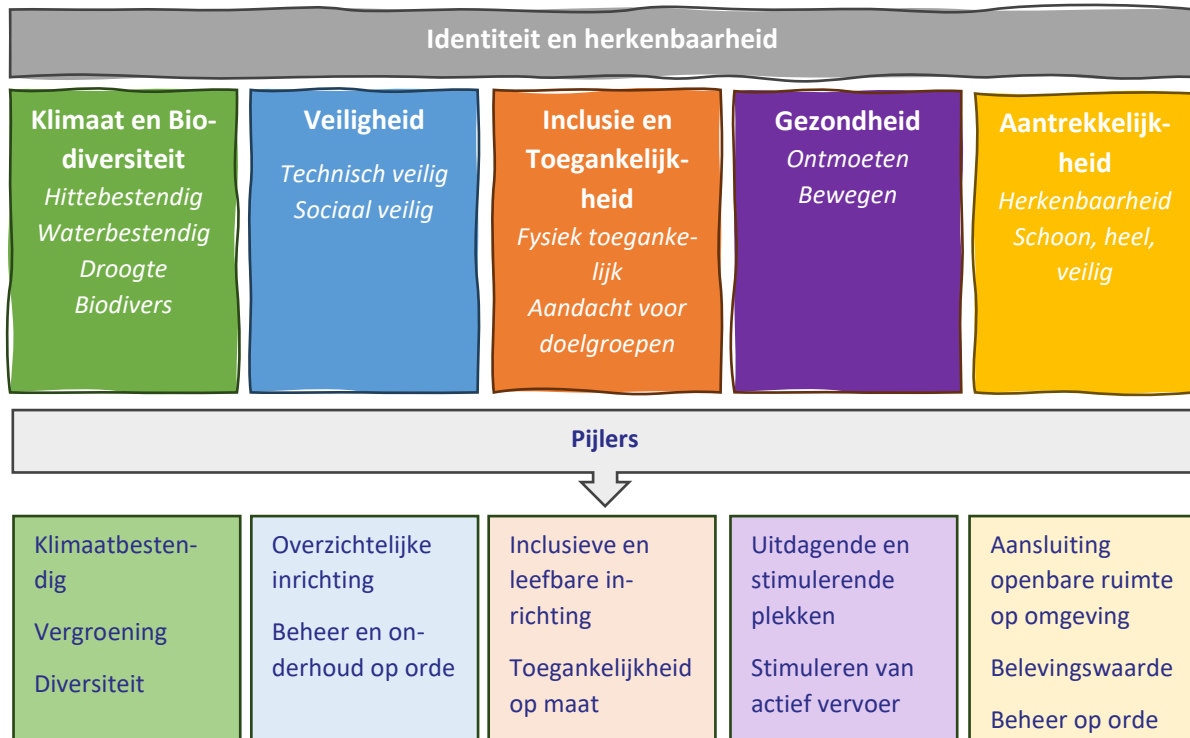 Identiteit en herkenbaarheid
Klimaat en Bio-
diversiteit
Hittebestendig
Waterbestendig
Droogte
Biodivers
Veiligheid
Technisch veilig
Sociaal veilig
Inclusie en
Toegankelijk-
heid
Fysiek toeganke-
lijk
Aandacht voor
doelgroepen
Gezondheid
Ontmoeten
Bewegen
Aantrekkelijk-
heid
Herkenbaarheid
Schoon, heel,
veilig
Pijlers
Klimaatbesten-
dig
Vergroening
Diversiteit
Overzichtelijke
inrichting
Beheer en on-
derhoud op orde
Inclusieve en
leefbare in-
richting
Toegankelijkheid
op maat
Uitdagende en
stimulerende
plekken
Stimuleren van
actief vervoer
Aansluiting
openbare ruimte
op omgeving
Belevingswaarde
Beheer op orde